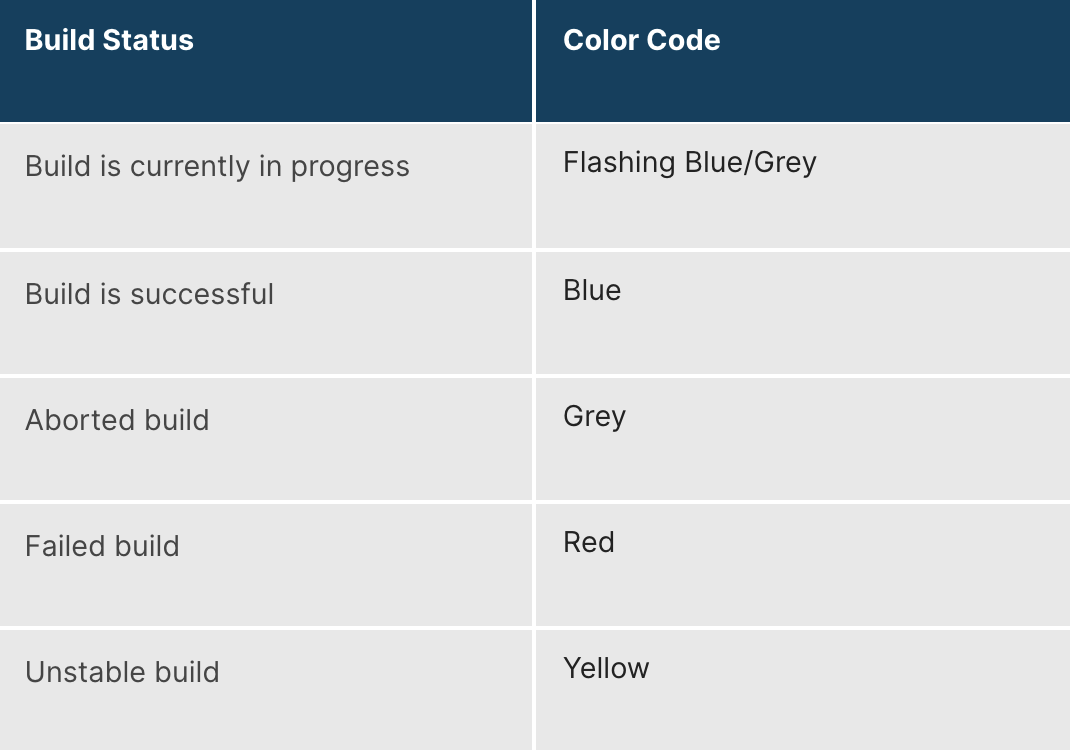 Build Status
Color Code
Build is currently in progress
Flashing Blue/Grey
Build is successful
Blue
Aborted build
Grey
Failed build
Red
Unstable build
Yellow